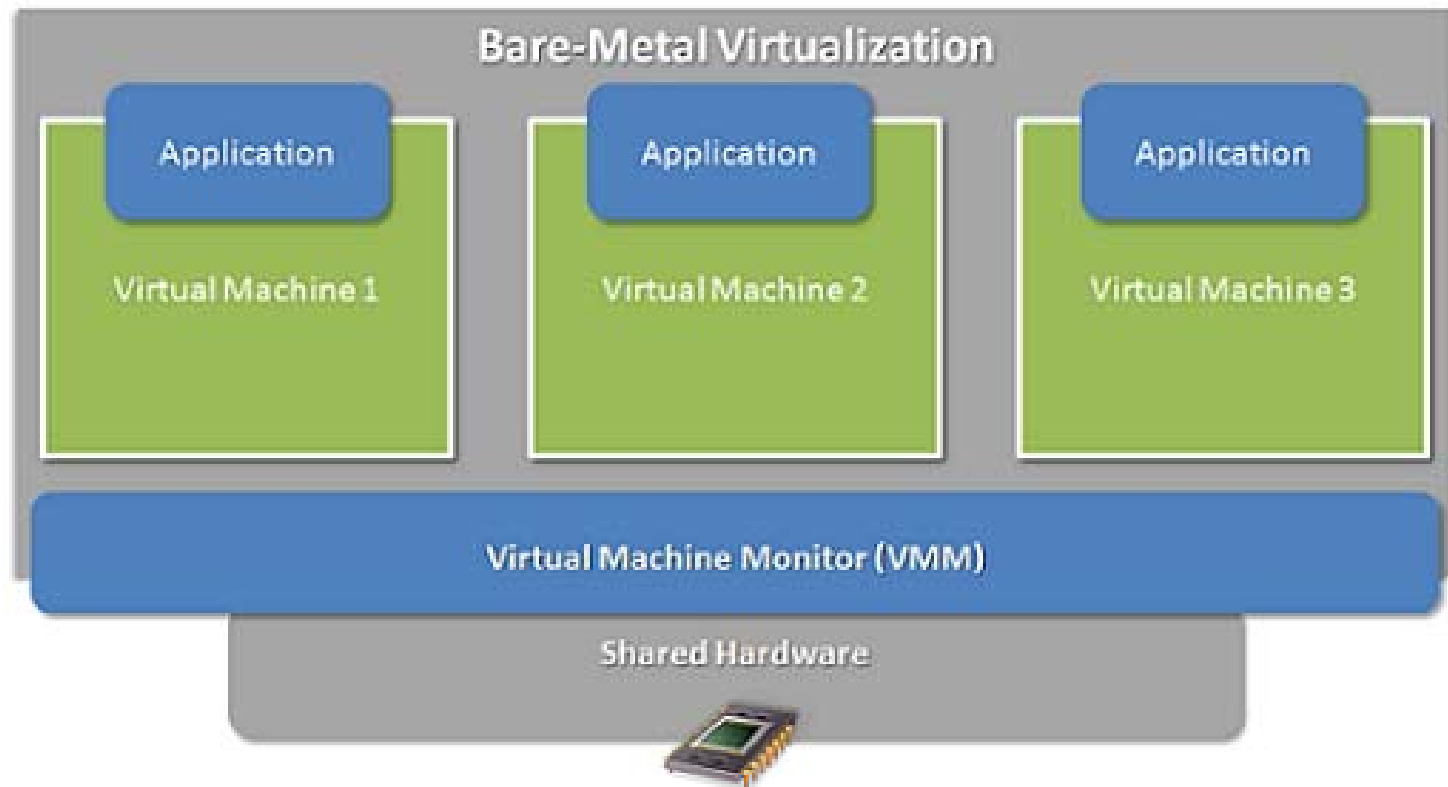 Bare-Metal Virtualization
Application
Application
Application
Virtual Machine 1
Virtual Machine 2
Virtual Machine 3
Virtual Machine Monitor (VMM)
Shared Hardware